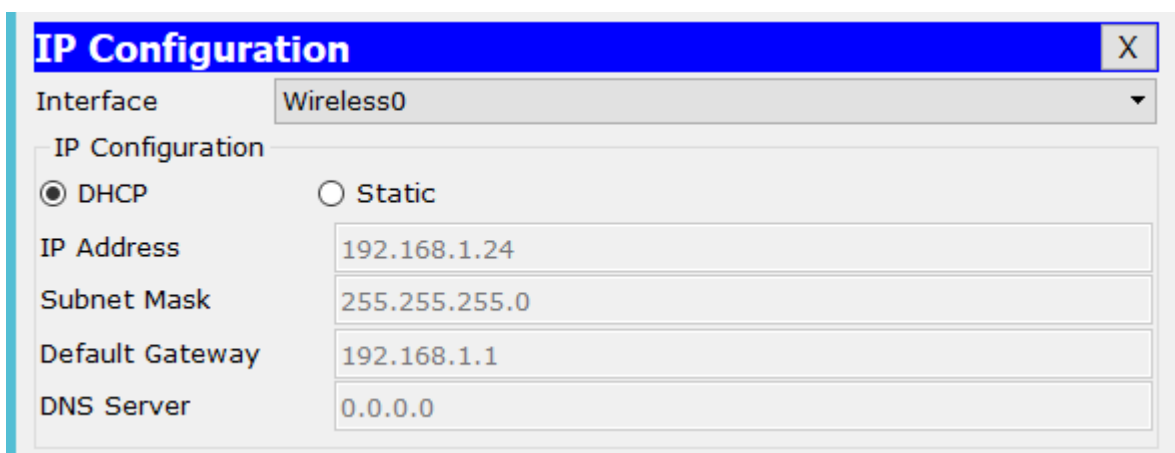 IP Configuration X
Interface Wireless0
IP Configuration
DHCP Static
IP Address 192.168.1.24
Subnet Mask 255.255.255.0
Default Gateway 192.168.1.1
DNS Server 0.0.0.0